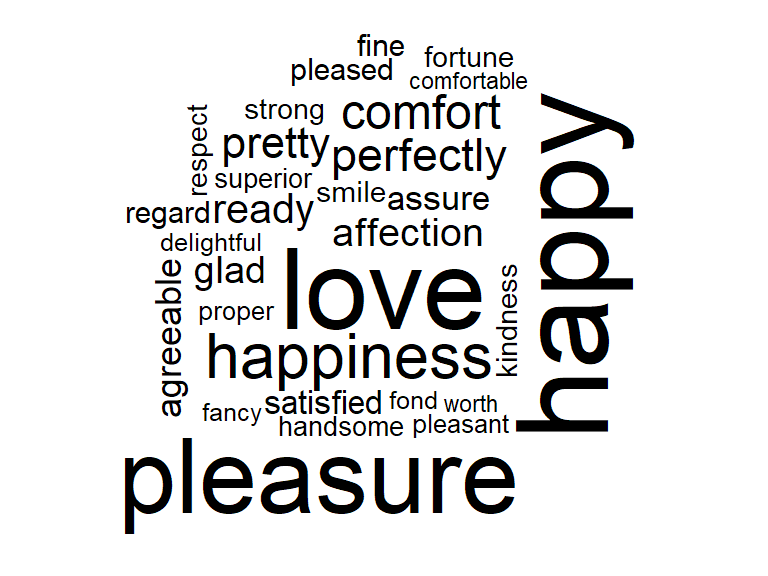 fine
fortune
pleased
comfortable
strong
comfort
respect
pretty
perfectly
happy
superior
smile
assure
regard
ready
affection
delightful
glad
love
agreeable
proper
kindness
happiness
satisfied
fond
worth
fancy
handsome
pleasant
pleasure